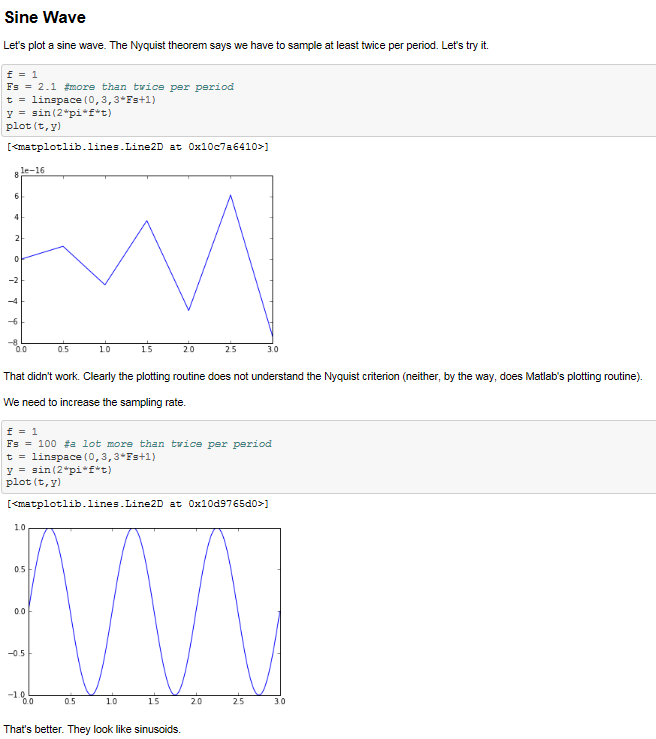 Sine Wave
Let's plot a sine wave. The Nyquist theorem says we have to sample at least twice per period. Let's try it.
f = 1
Fs = 2.1 #more than twice per period
t = linspace(0,3,3*Fs+1)
y = sin(2*pi*f*t)
plot(t,y)
[<matplotlib.lines.Line2D at 0x10c7a6410>]
1e-16
8
6
4
2
0
−2
−4
−6
−8
0.0 0.5 1.0 1.5 2.0 2.5 3.0
That didn't work. Clearly the plotting routine does not understand the Nyquist criterion (neither, by the way, does Matlab's plotting routine).
We need to increase the sampling rate.
f = 1
Fs = 100 #a lot more than twice per period
t = linspace(0,3,3*Fs+1)
y = sin(2*pi*f*t)
plot(t,y)
[<matplotlib.lines.Line2D at 0x10d9765d0>]
1.0
0.5
0.0
−0.5
−1.0
0.0 0.5 1.0 1.5 2.0 2.5 3.0
That's better. They look like sinusoids.